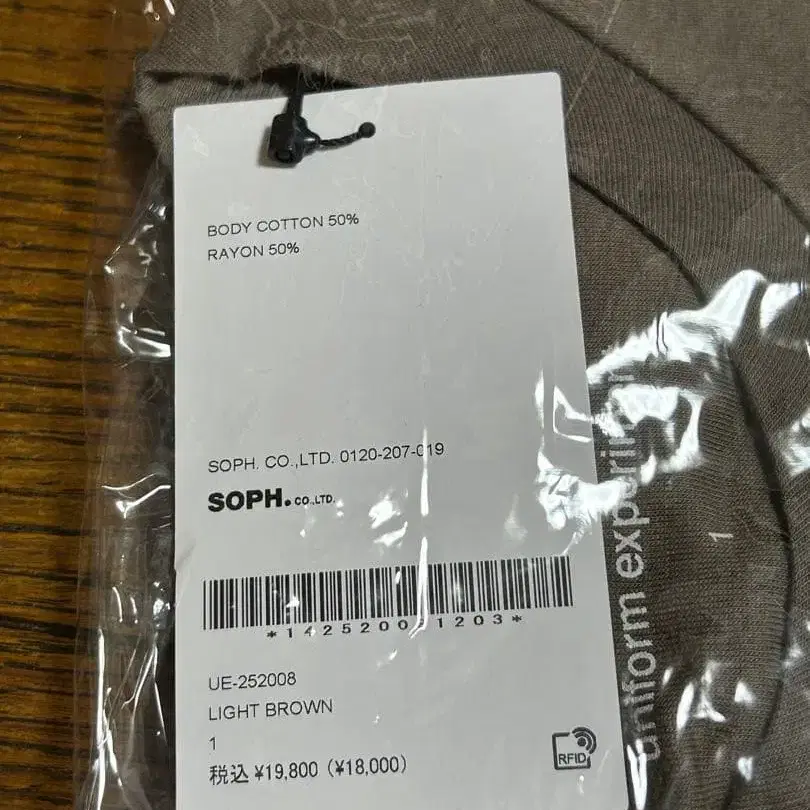 BODY COTTON 50%
RAYON 50%
SOPH. CO.,LTD. 0120-207-019
SOPH.CO.,LTD.
UE-252008
LIGHT BROWN
1
税込 ¥19,800 (¥18,000)
RFID
uniform
1